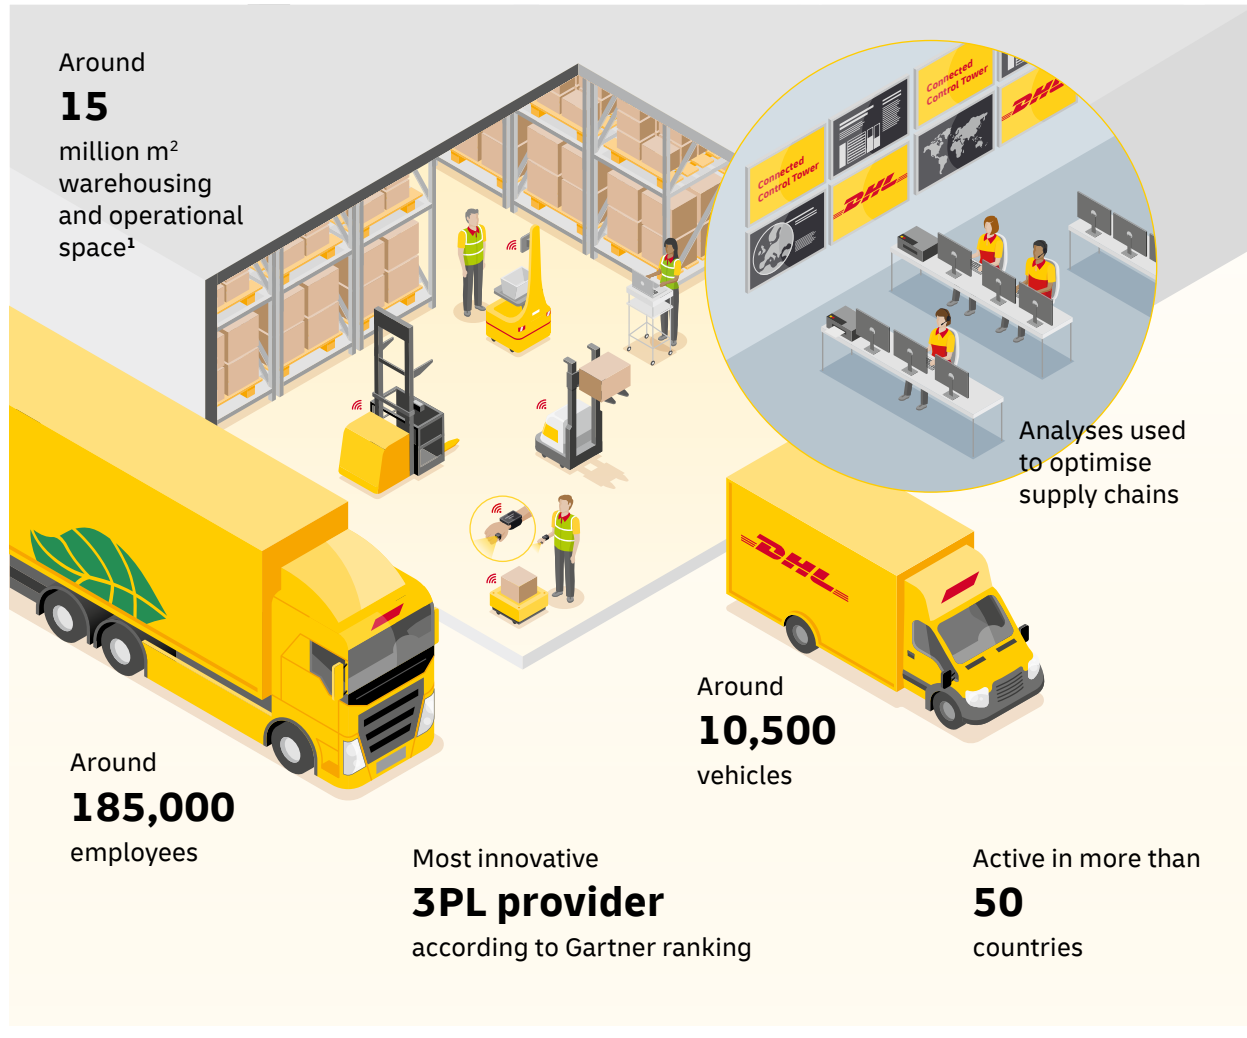 Around
15
million m²
warehousing
and operational
space¹
Connected
Control Tower
DHL
Connected
Control Tower
DHL
Analyses used
to optimise
supply chains
DHL
Around
10,500
vehicles
Around
185,000
employees
Most innovative
3PL provider
according to Gartner ranking
Active in more than
50
countries